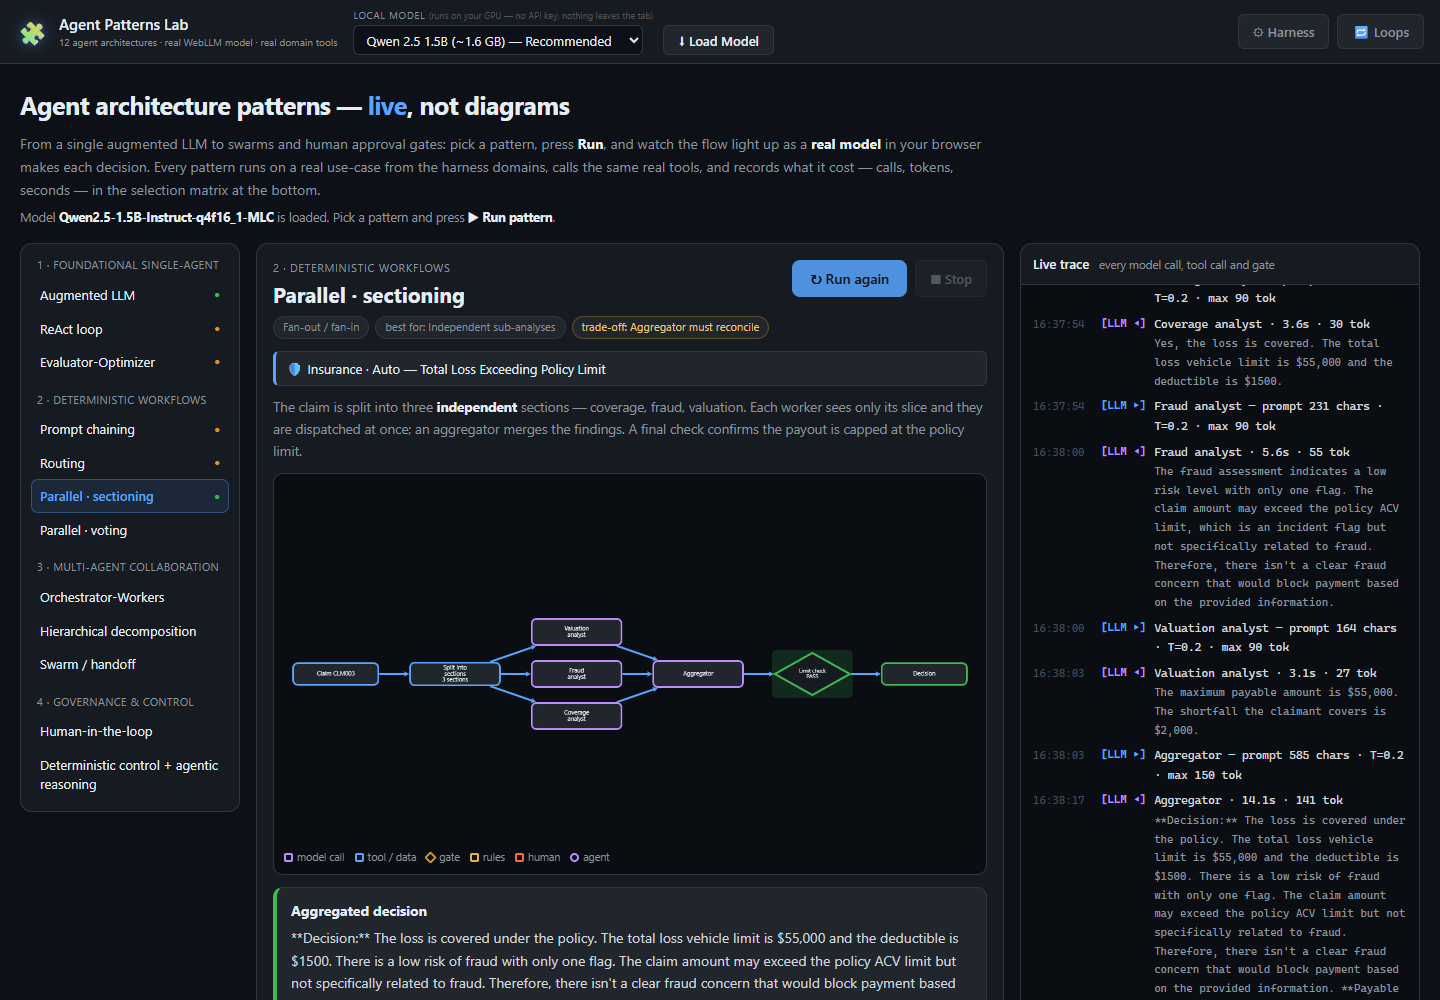 Agent Patterns Lab
12 agent architectures · real WebLLM model · real domain tools
LOCAL MODEL (runs on your GPU — no API key, nothing leaves the tab)
Qwen 2.5 1.5B (~1.6 GB) — Recommended
⬇ Load Model
⚙ Harness
🔁 Loops
Agent architecture patterns — live, not diagrams
From a single augmented LLM to swarms and human approval gates: pick a pattern, press Run, and watch the flow light up as a real model in your browser
makes each decision. Every pattern runs on a real use-case from the harness domains, calls the same real tools, and records what it cost — calls, tokens,
seconds — in the selection matrix at the bottom.
Model Qwen2.5-1.5B-Instruct-q4f16_1-MLC is loaded. Pick a pattern and press ▶ Run pattern.
1 · FOUNDATIONAL SINGLE-AGENT
Augmented LLM
ReAct loop
Evaluator-Optimizer
2 · DETERMINISTIC WORKFLOWS
Prompt chaining
Routing
Parallel · sectioning
Parallel · voting
3 · MULTI-AGENT COLLABORATION
Orchestrator-Workers
Hierarchical decomposition
Swarm / handoff
4 · GOVERNANCE & CONTROL
Human-in-the-loop
Deterministic control + agentic
reasoning
2 · DETERMINISTIC WORKFLOWS
Parallel · sectioning
↻ Run again
■ Stop
Fan-out / fan-in
best for: Independent sub-analyses
trade-off: Aggregator must reconcile
🛡 Insurance · Auto — Total Loss Exceeding Policy Limit
The claim is split into three independent sections — coverage, fraud, valuation. Each worker sees only its slice and they
are dispatched at once; an aggregator merges the findings. A final check confirms the payout is capped at the policy
limit.
Claim CLM003
Split into
sections
3 sections
Valuation
analyst
Fraud
analyst
Coverage
analyst
Aggregator
Limit check
PASS
Decision
model call
tool / data
gate
rules
human
agent
Aggregated decision
**Decision:** The loss is covered under the policy. The total loss vehicle limit is $55,000 and the deductible is
$1500. There is a low risk of fraud with only one flag. The claim amount may exceed the policy ACV limit but
not specifically related to fraud. Therefore, there isn't a clear fraud concern that would block payment based
Live trace every model call, tool call and gate
T=0.2 · max 90 tok
16:37:54 [LLM ◂] Coverage analyst · 3.6s · 30 tok
Yes, the loss is covered. The total
loss vehicle limit is $55,000 and the
deductible is $1500.
16:37:54 [LLM ▸] Fraud analyst — prompt 231 chars ·
T=0.2 · max 90 tok
16:38:00 [LLM ◂] Fraud analyst · 5.6s · 55 tok
The fraud assessment indicates a low
risk level with only one flag. The
claim amount may exceed the policy ACV
limit, which is an incident flag but
not specifically related to fraud.
Therefore, there isn't a clear fraud
concern that would block payment based
on the provided information.
16:38:00 [LLM ▸] Valuation analyst — prompt 164 chars
· T=0.2 · max 90 tok
16:38:03 [LLM ◂] Valuation analyst · 3.1s · 27 tok
The maximum payable amount is $55,000.
The shortfall the claimant covers is
$2,000.
16:38:03 [LLM ▸] Aggregator — prompt 585 chars · T=0.2
· max 150 tok
16:38:17 [LLM ◂] Aggregator · 14.1s · 141 tok
**Decision:** The loss is covered under
the policy. The total loss vehicle
limit is $55,000 and the deductible is
$1500. There is a low risk of fraud
with only one flag. The claim amount
may exceed the policy ACV limit but not
specifically related to fraud.
Therefore, there isn't a clear fraud
concern that would block payment based
on the provided information. **Payable